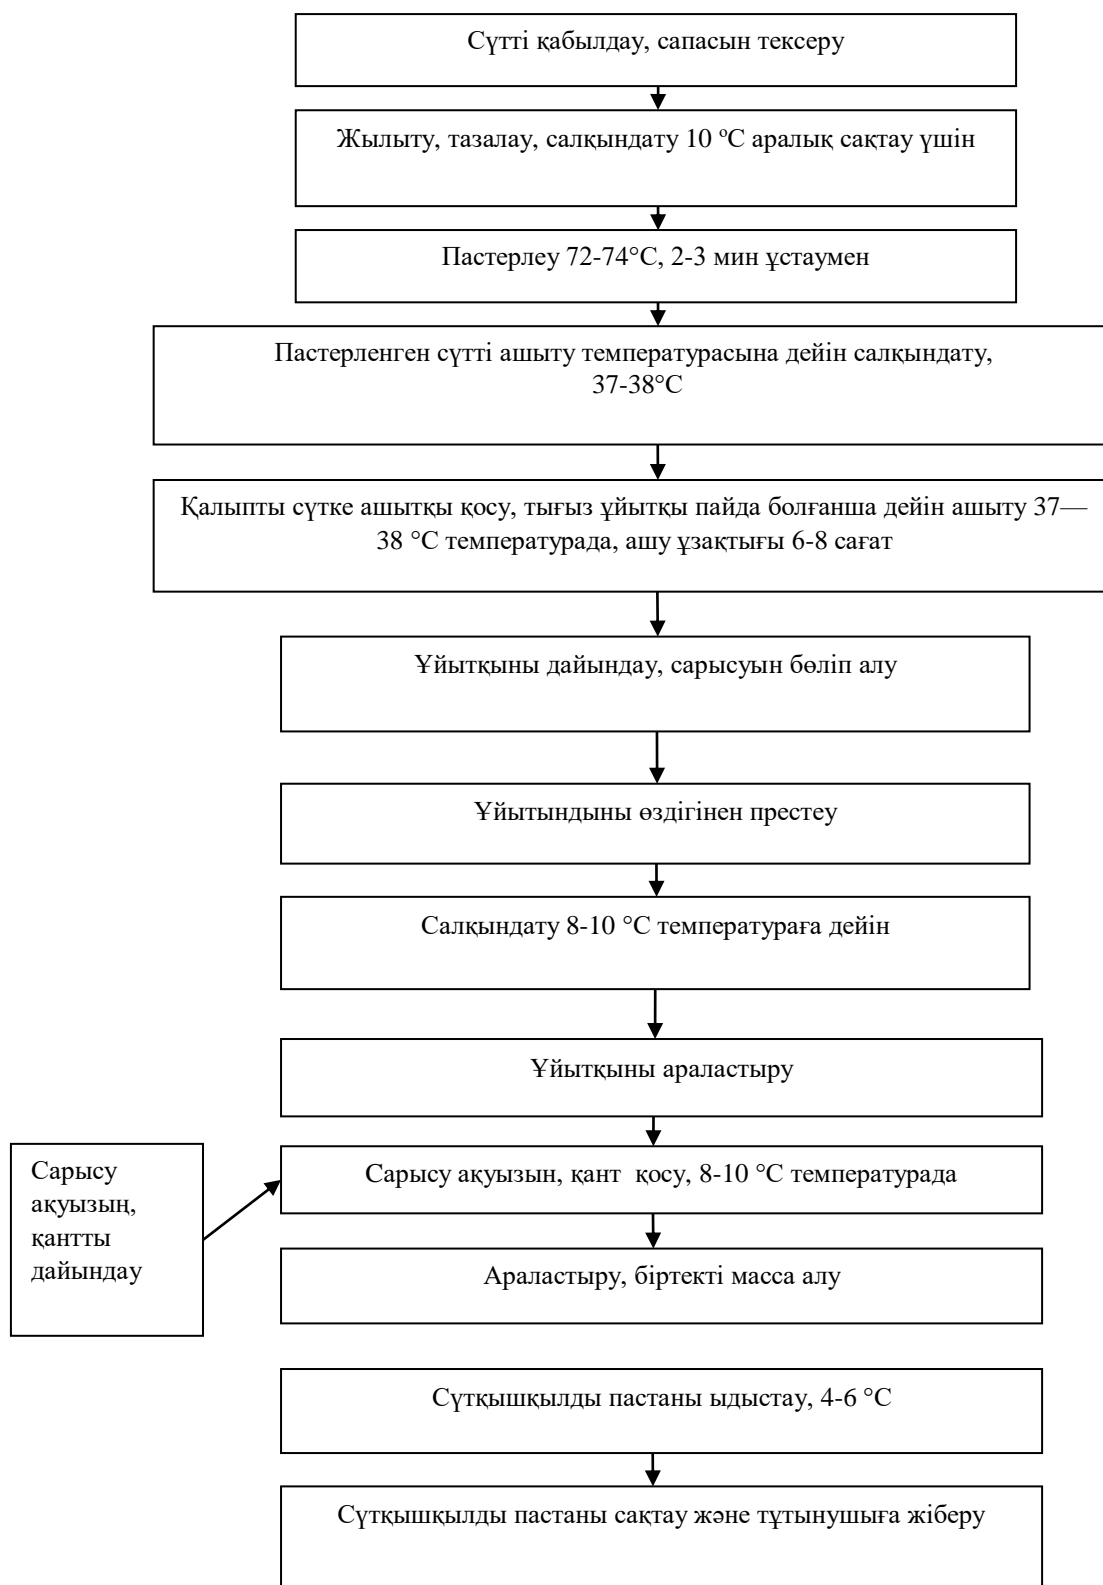 Сүтті қабылдау, сапасын тексеру
Жылыту, тазалау, салқындату 10 ºС аралық сақтау үшін
Пастерлеу 72-74°С, 2-3 мин ұстаумен
Пастерленген сүтті ашыту температурасына дейін салқындату,
37-38°С
Қалыпты сүтке ашытқы қосу, тығыз ұйытқы пайда болғанша дейін ашыту 37—
38 °С температурада, ашу ұзақтығы 6-8 сағат
Ұйытқыны дайындау, сарысуын бөліп алу
Ұйытындыны өздігінен престеу
Салқындату 8-10 °С температураға дейін
Ұйытқыны араластыру
Сарысу
ақуызың,
қантты
дайындау
Сарысу ақуызын, қант қосу, 8-10 °С температурада
Араластыру, біртекті масса алу
Сүтқышқылды пастаны ыдыстау, 4-6 °С
Сүтқышқылды пастаны сақтау және тұтынушыға жіберу